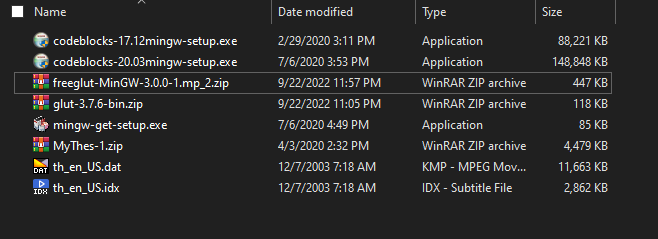 Name Date modified Type Size
codeblocks-17.12mingw-setup.exe 2/29/2020 3:11 PM Application 88,221 KB
codeblocks-20.03mingw-setup.exe 7/6/2020 3:53 PM Application 148,848 KB
freeglut-MinGW-3.0.0-1.mp_2.zip 9/22/2022 11:57 PM WinRAR ZIP archive 447 KB
glut-3.7.6-bin.zip 9/22/2022 11:05 PM WinRAR ZIP archive 118 KB
mingw-get-setup.exe 7/6/2020 4:49 PM Application 85 KB
MyThes-1.zip 4/3/2020 2:32 PM WinRAR ZIP archive 4,479 KB
DAT th_en_US.dat 12/7/2003 7:18 AM KMP - MPEG Mov... 11,663 KB
IDX th_en_US.idx 12/7/2003 7:18 AM IDX - Subtitle File 2,862 KB